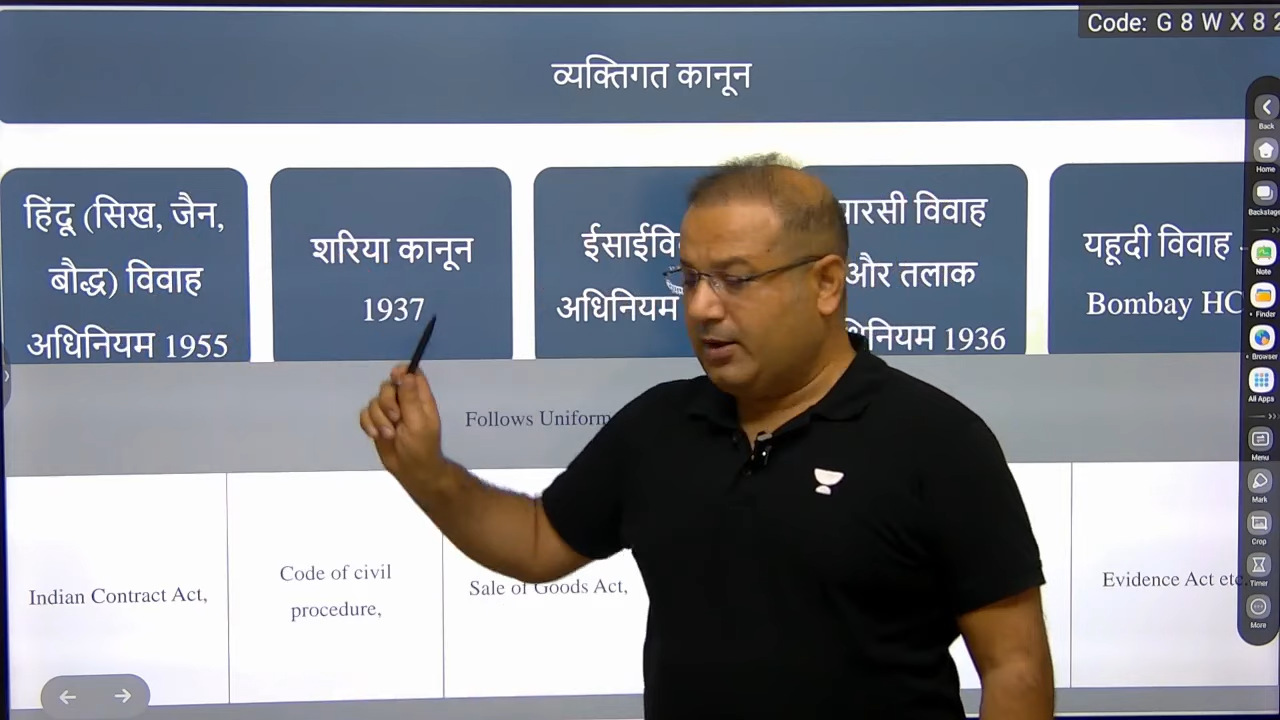 Code: G 8 W X 8 2
व्यक्तिगत कानून
हिंदू (सिख, जैन,
बौद्ध) विवाह
अधिनियम 1955
शरिया कानून
1937
अधिनियम
पारसी विवाह
और तलाक
1936
यहूदी विवाह -
Bombay HC
Follows Uniform
Indian Contract Act,
Code of civil
procedure,
Sale of Goods Act,
Evidence Act etc.
Back
Home
Backstage
Note
Finder
Browser
All Apps
Menu
Mark
Crop
Timer
More